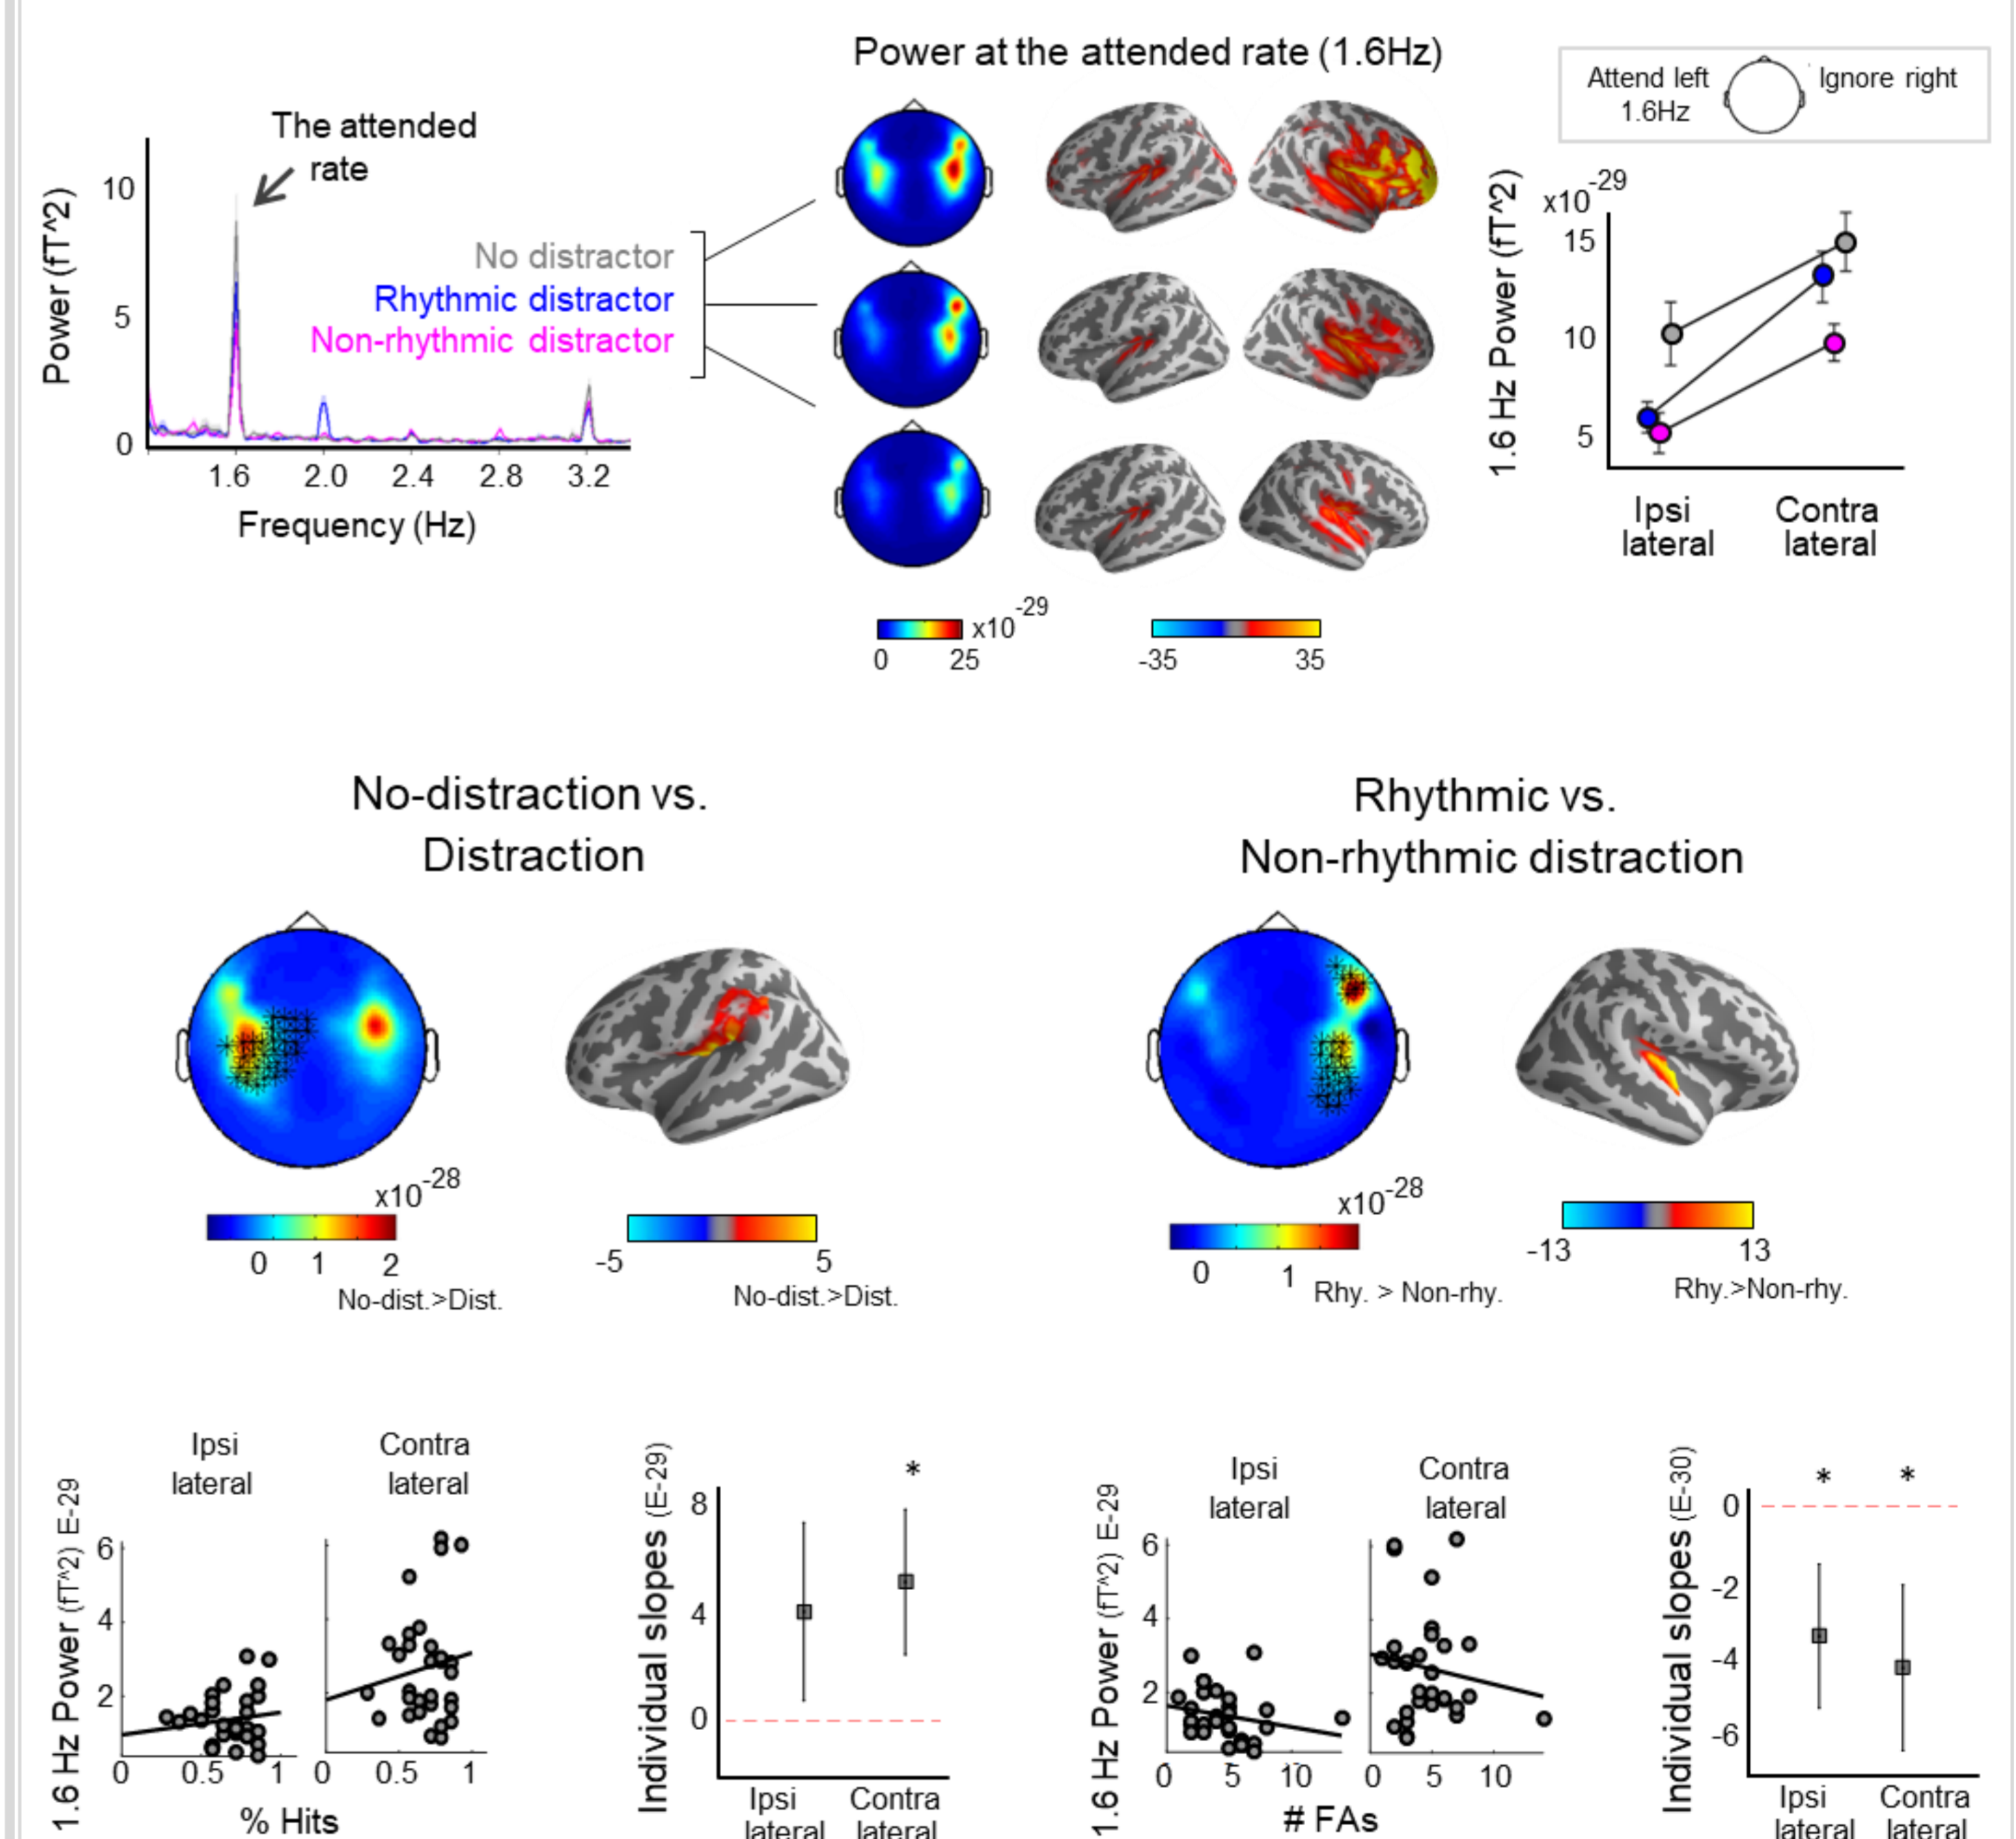 Power at the attended rate (1.6Hz)
Attend left
1.6Hz
Ignore right
The attended
rate
Power (fT^2)
10
5
0
1.6 2.0 2.4 2.8 3.2
Frequency (Hz)
No distractor
Rhythmic distractor
Non-rhythmic distractor
x10-29
0 25
-35 35
1.6 Hz Power (fT^2)
x10-29
15
10
5
Ipsi
lateral
Contra
lateral
No-distraction vs.
Distraction
x10-28
0 1 2
No-dist.>Dist.
-5 5
No-dist.>Dist.
Rhythmic vs.
Non-rhythmic distraction
x10-28
0 1
Rhy. > Non-rhy.
-13 13
Rhy.>Non-rhy.
Ipsi
lateral
Contra
lateral
1.6 Hz Power (fT^2) E-29
6
4
2
0 0.5 1
0 0.5 1
% Hits
Individual slopes (E-29)
8
4
0
*
Ipsi
lateral
Contra
lateral
Ipsi
lateral
Contra
lateral
1.6 Hz Power (fT^2) E-29
6
4
2
0 5 10
0 5 10
# FAs
Individual slopes (E-30)
0
-2
-4
-6
* *
Ipsi
lateral
Contra
lateral